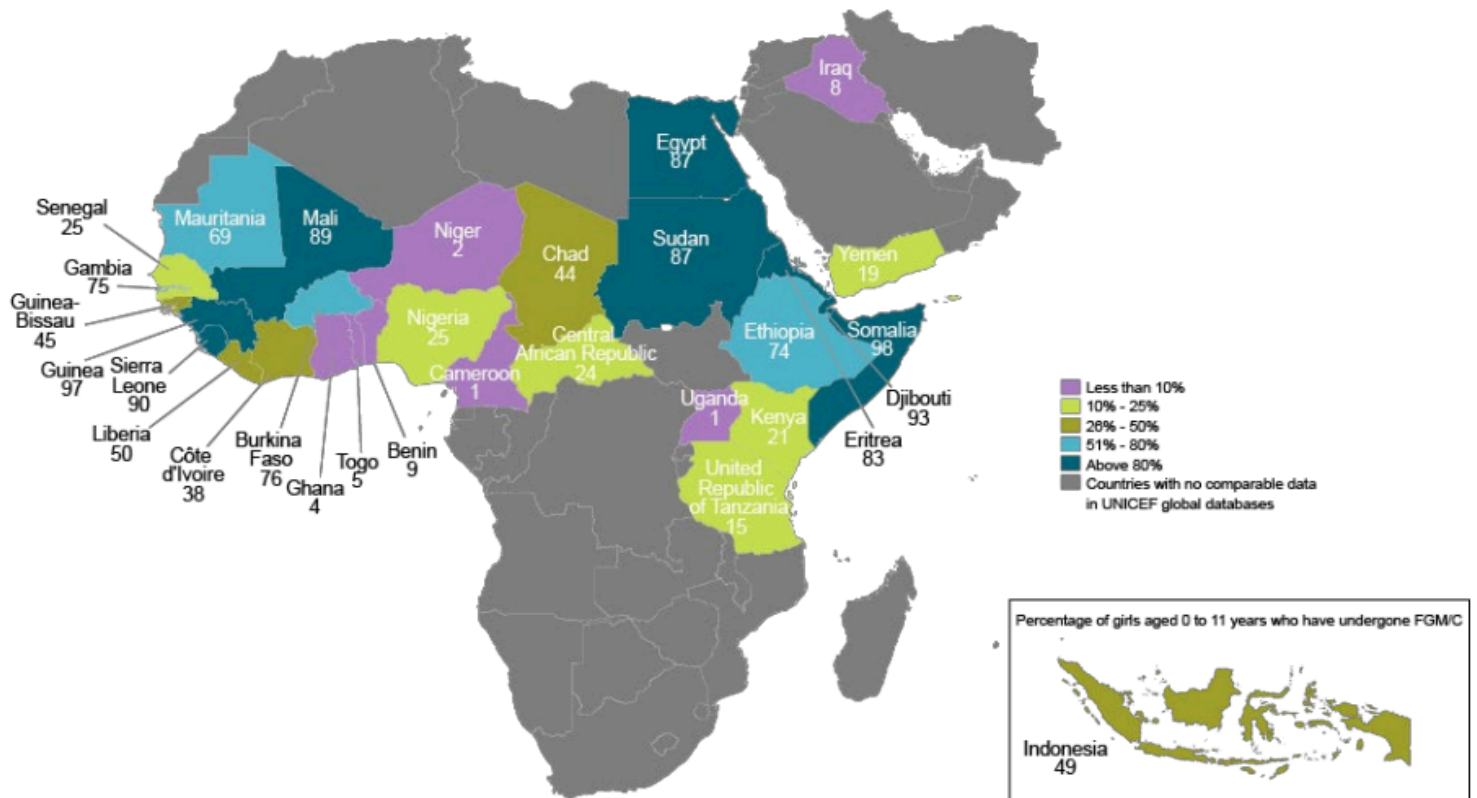 Iraq
8
Egypt
87
Senegal
25
Mauritania
69
Mali
89
Niger
2
Chad
44
Sudan
87
Yemen
19
Gambia
75
Guinea-
Bissau
45
Nigeria
25
Ethiopia
74
Somalia
98
Central
African Republic
24
Guinea
97
Sierra
Leone
90
Cameroon
1
Uganda
1
Kenya
21
Djibouti
93
Liberia
50
Côte
d'Ivoire
38
Burkina
Faso
76
Ghana
4
Togo
5
Benin
9
Eritrea
83
United
Republic
of Tanzania
15
Less than 10%
10% - 25%
26% - 50%
51% - 80%
Above 80%
Countries with no comparable data
in UNICEF global databases
Percentage of girls aged 0 to 11 years who have undergone FGM/C
Indonesia
49